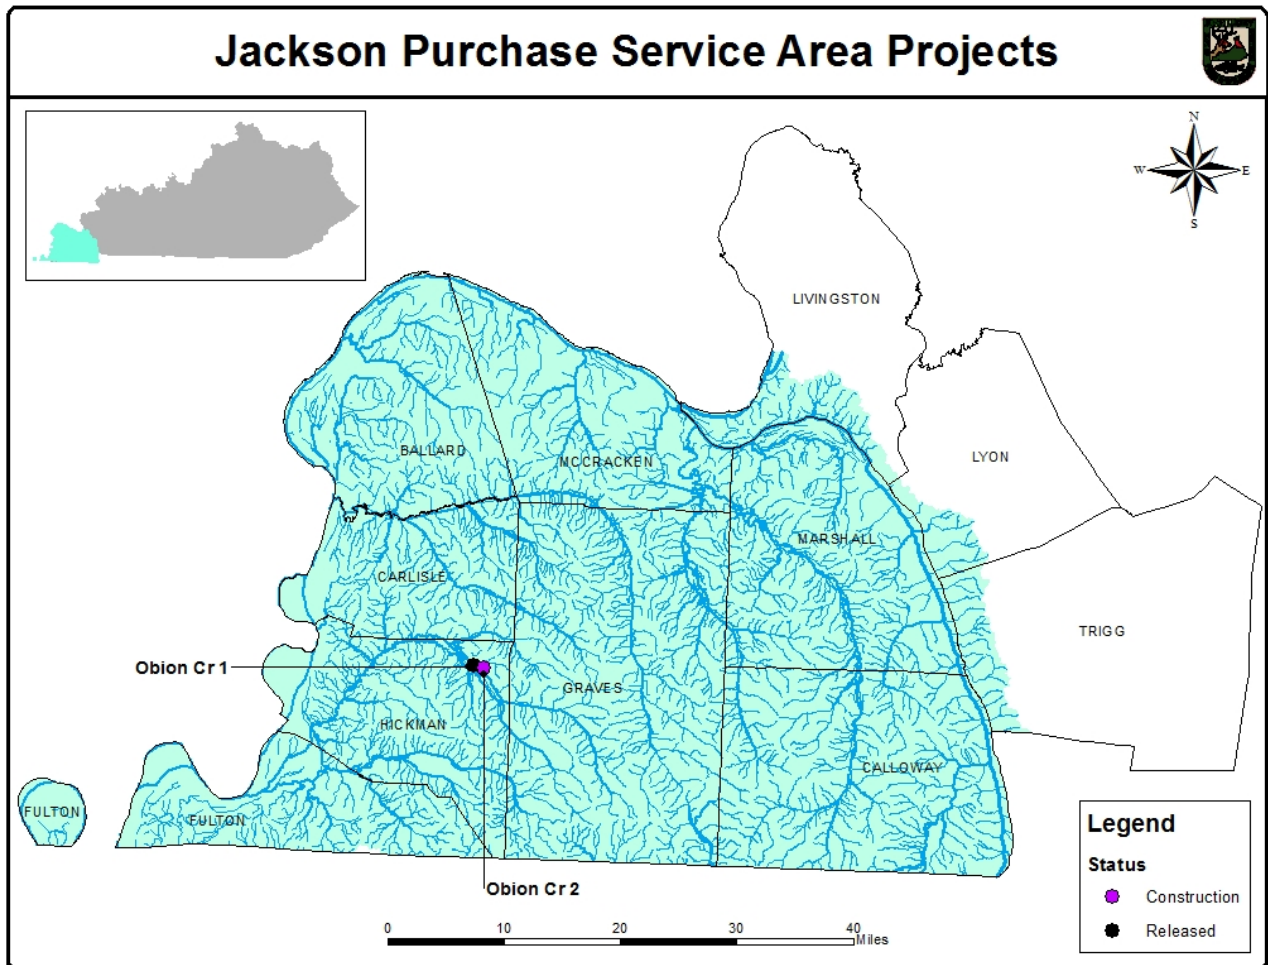 Jackson Purchase Service Area Projects
N
W E
S
LIVINGSTON
LYON
BALLARD
MCCRACKEN
MARSHALL
CARLISLE
TRIGG
Obion Cr 1
GRAVES
HICKMAN
CALLOWAY
FULTON
FULTON
Obion Cr 2
Legend
Status
Construction
Released
0 10 20 30 40
Miles